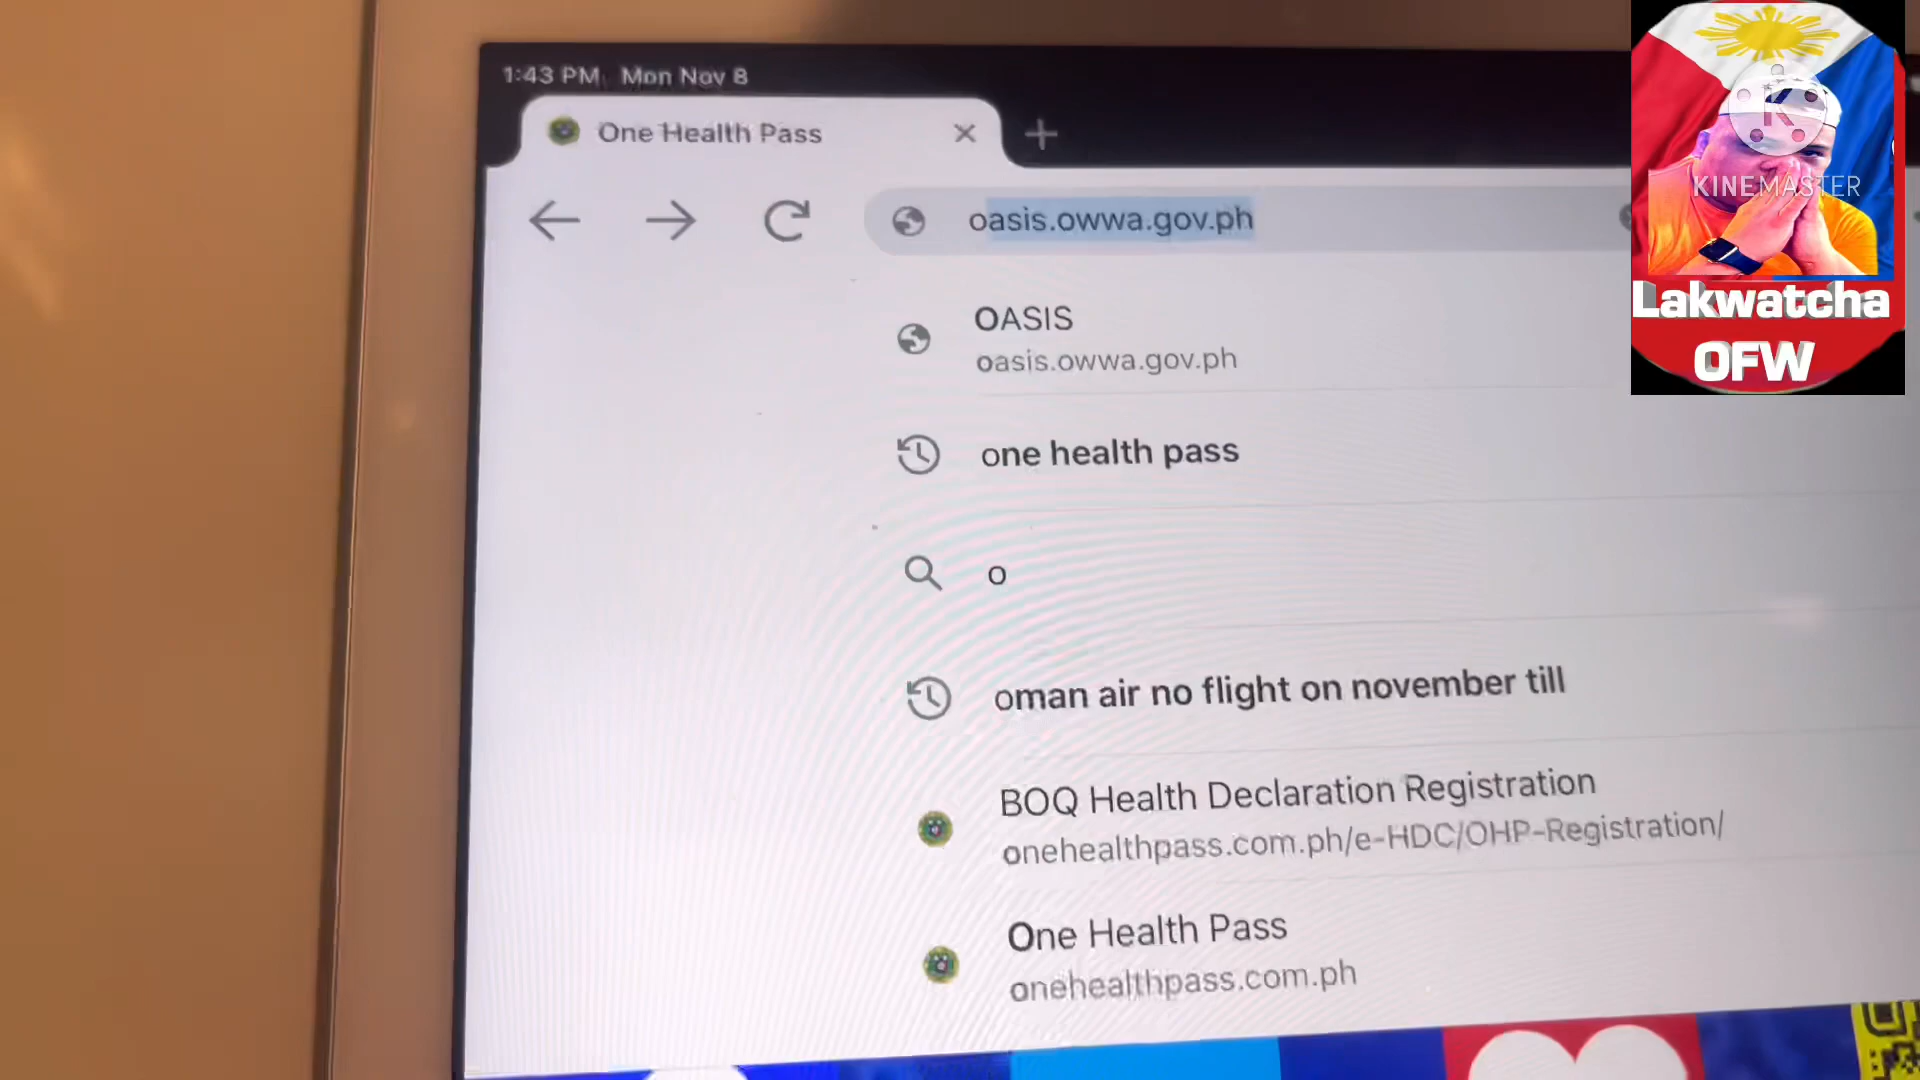 1:43 PM Mon Nov 8
One Health Pass
oasis.owwa.gov.ph
OASIS
oasis.owwa.gov.ph
one health pass
o
oman air no flight on november till
BOQ Health Declaration Registration
onehealthpass.com.ph/e-HDC/OHP-Registration/
One Health Pass
onehealthpass.com.ph
K
KINEMASTER
Lakwatcha
OFW